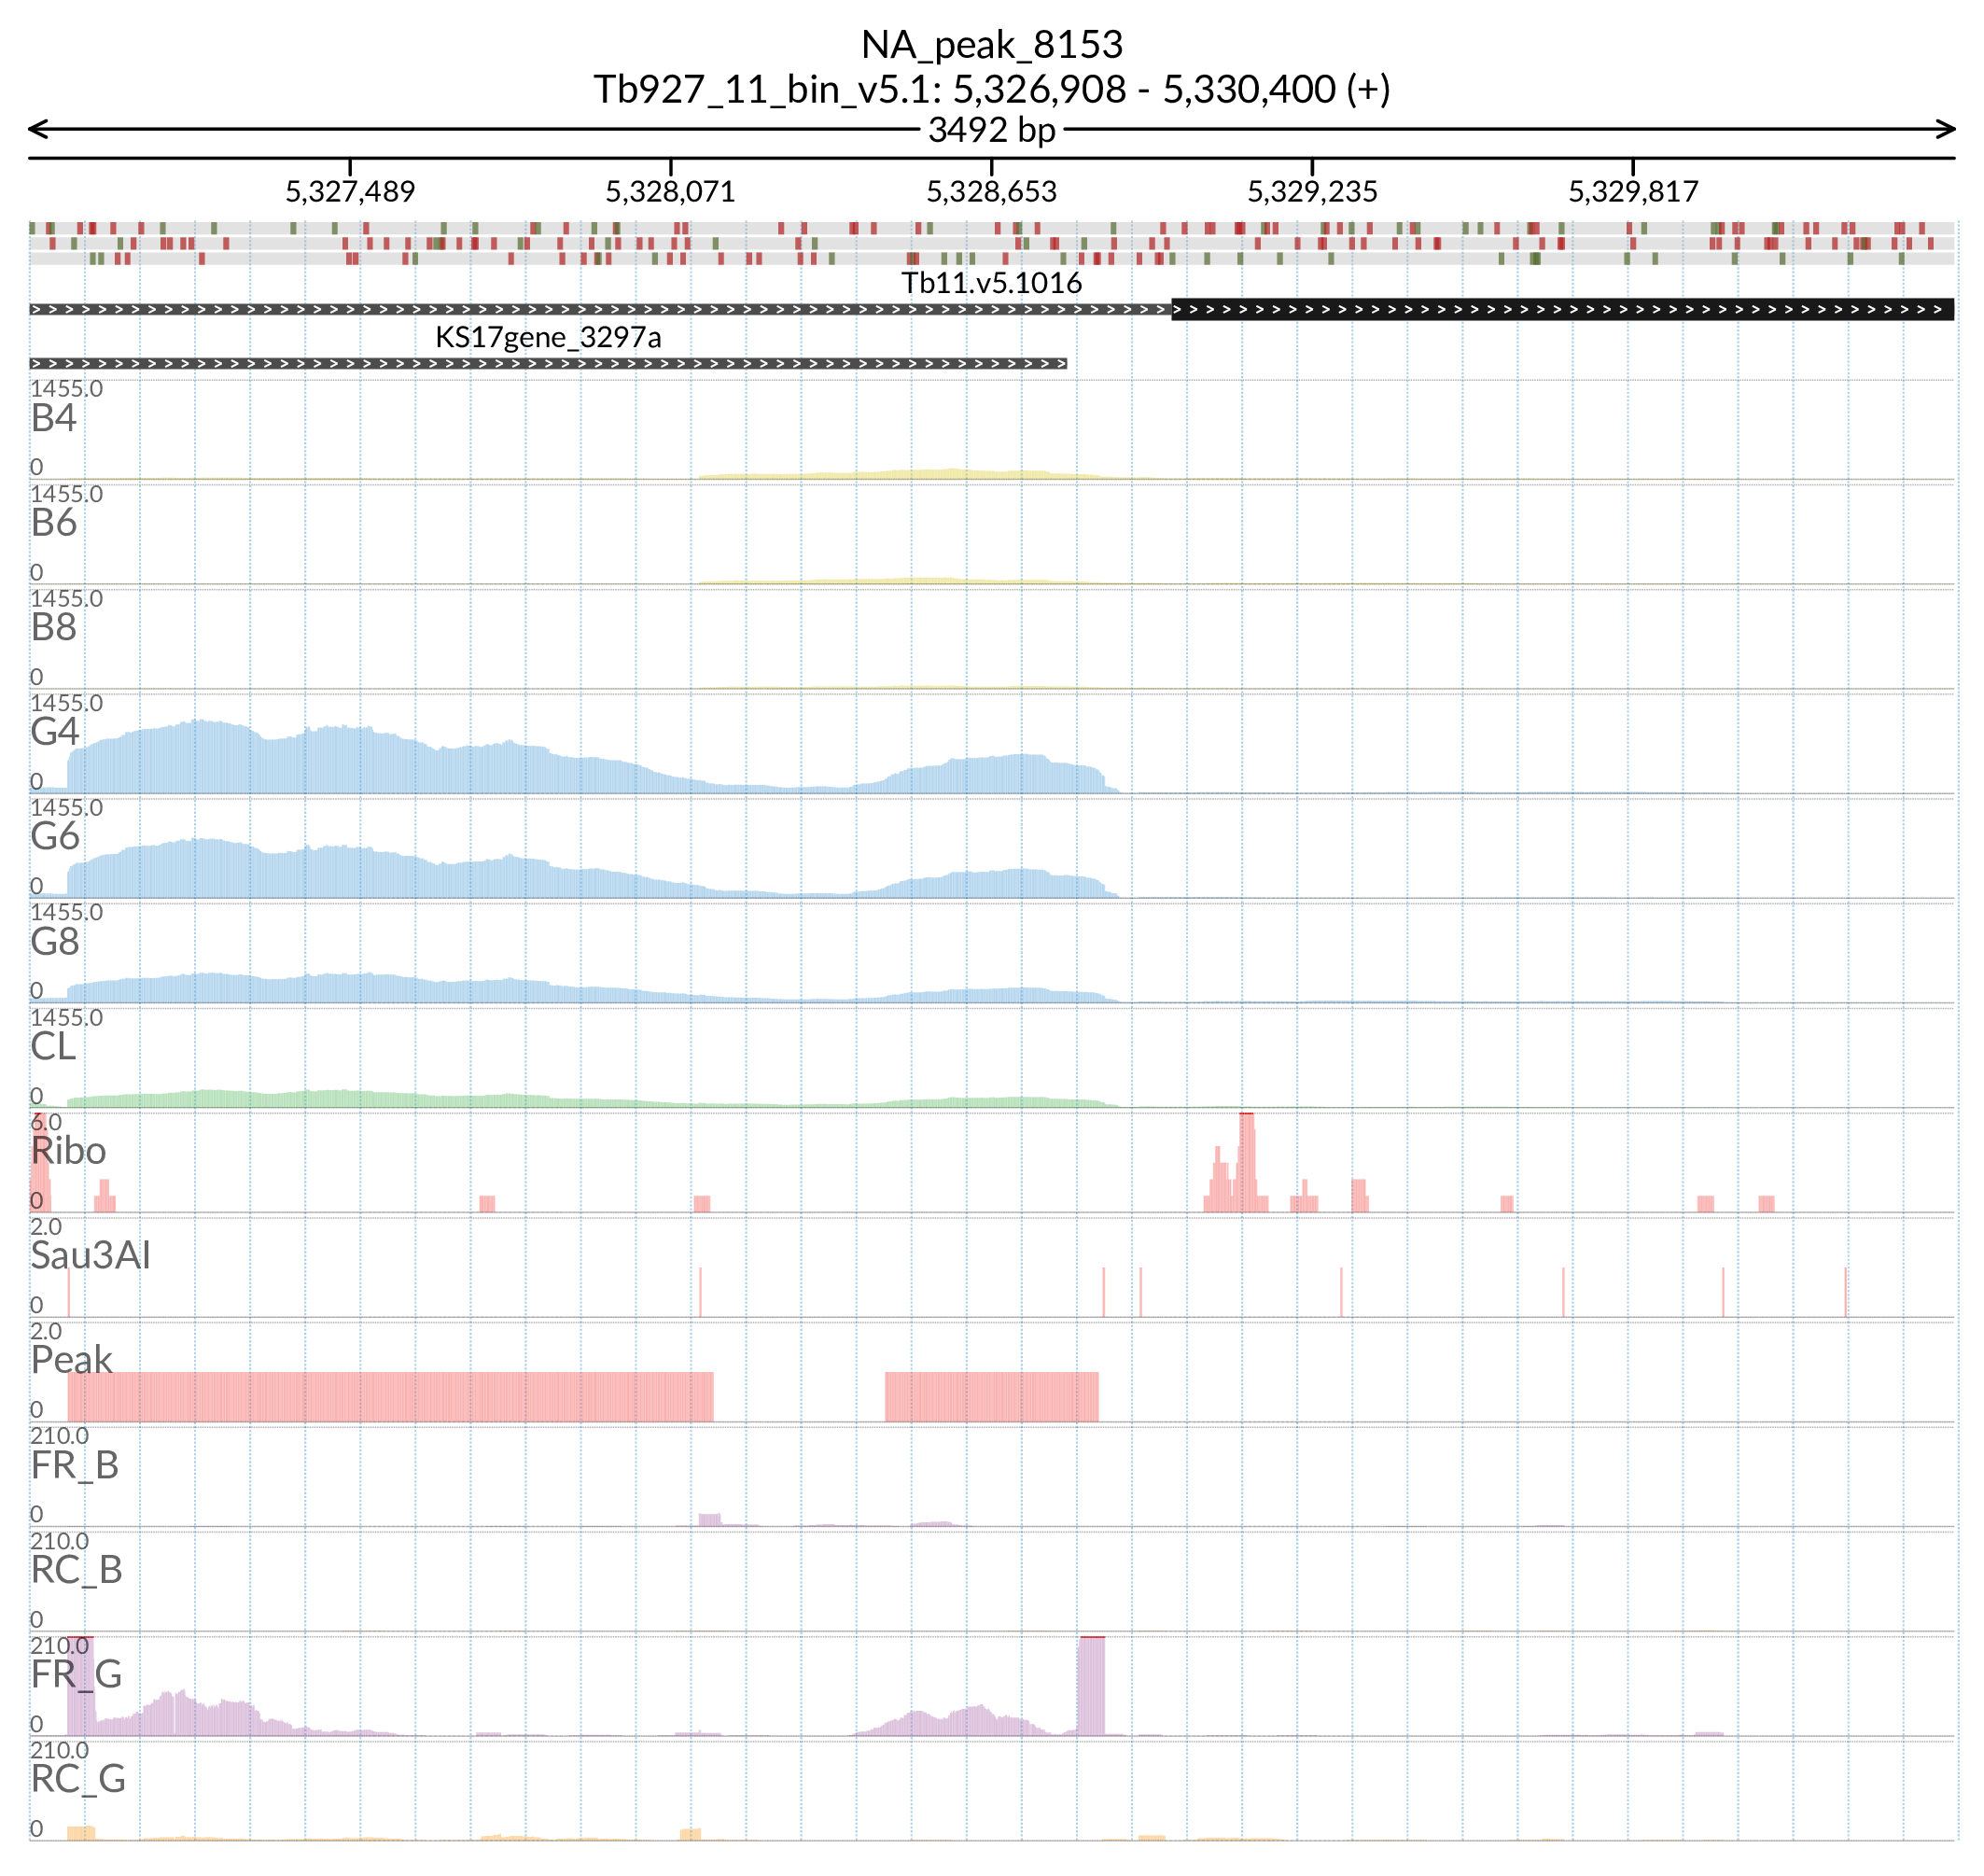 NA_peak_8153
Tb927_11_bin_v5.1: 5,326,908 - 5,330,400 (+)
3492 bp
5,327,489 5,328,071 5,328,653 5,329,235 5,329,817
Tb11.v5.1016
KS17gene_3297a
1455.0
B4
0
1455.0
B6
0
1455.0
B8
0
1455.0
G4
0
1455.0
G6
0
1455.0
G8
0
1455.0
CL
0
6.0
Ribo
0
2.0
Sau3AI
0
2.0
Peak
0
210.0
FR_B
0
210.0
RC_B
0
210.0
FR_G
0
210.0
RC_G
0